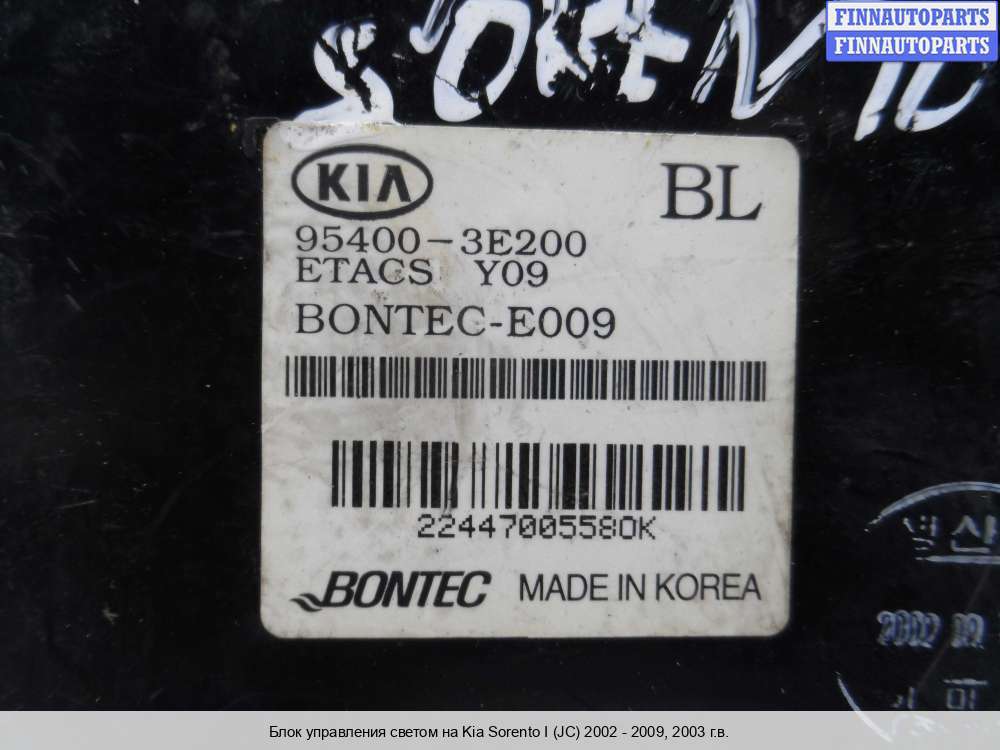 SORENTO
FINNAUTOPARTS
FINNAUTOPARTS
KIA
BL
95400-3E200
ETACS Y09
BONTEC-E009
2244700558OK
BONTEC MADE IN KOREA
2002
Блок управления светом на Kia Sorento I (JC) 2002 - 2009, 2003 г.в.